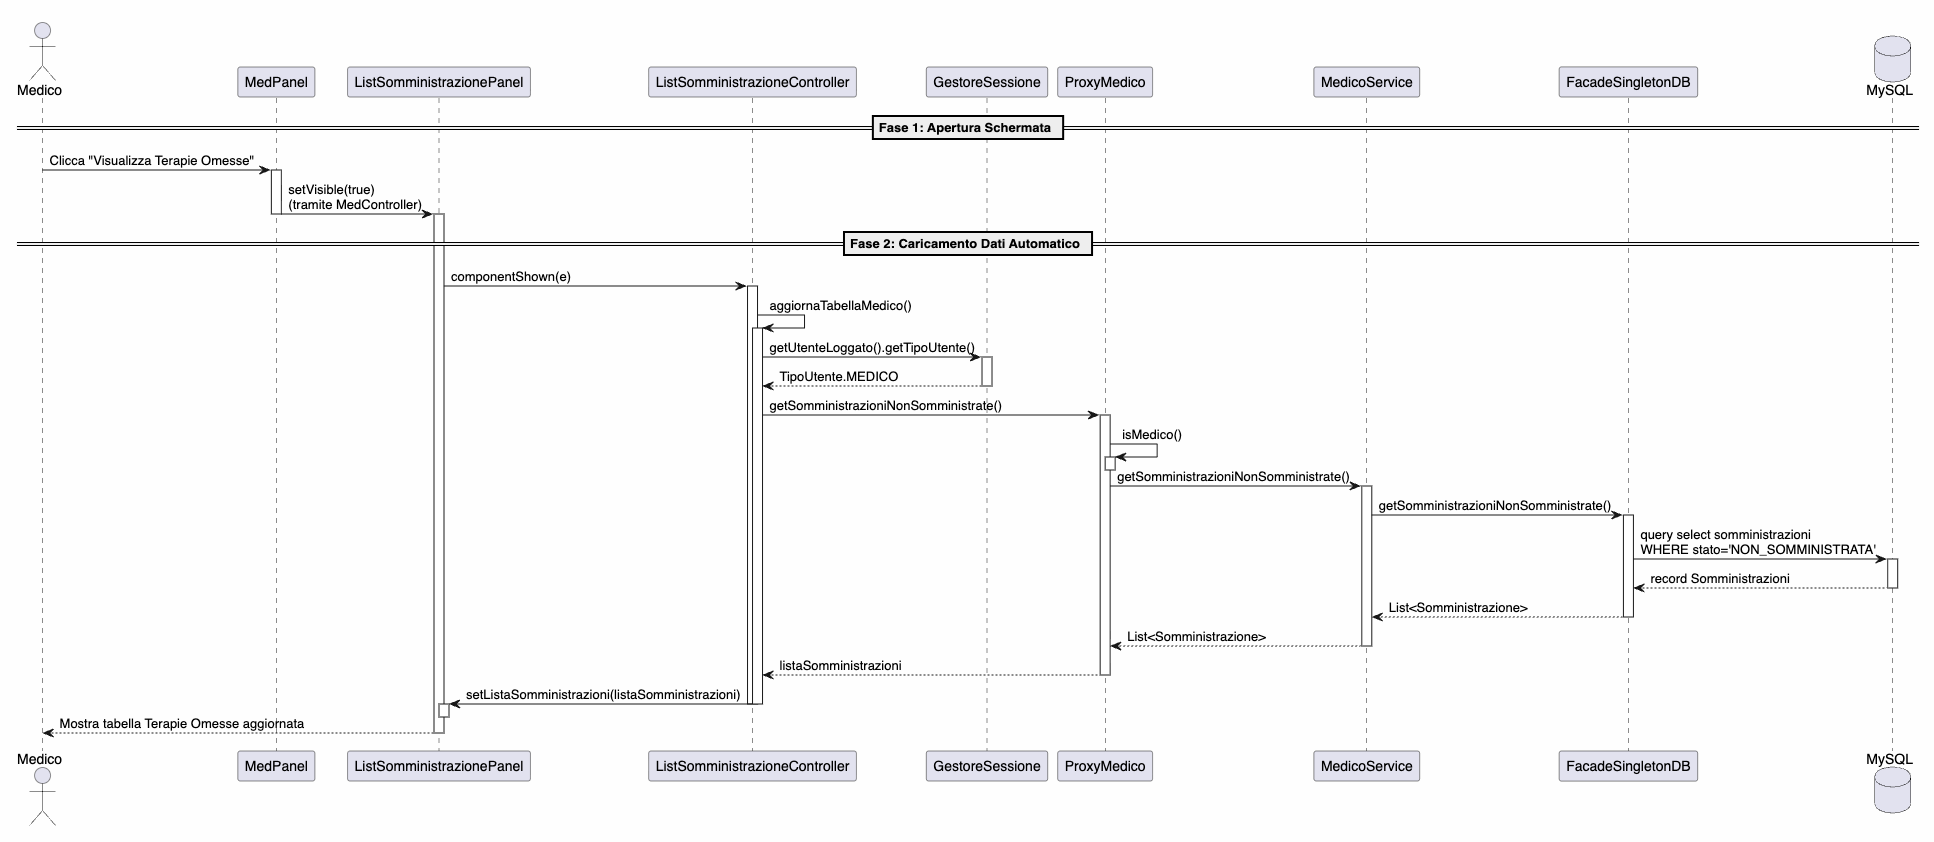 Medico
MedPanel
ListSomministrazionePanel
ListSomministrazioneController
GestoreSessione
ProxyMedico
MedicoService
FacadeSingletonDB
MySQL
Fase 1: Apertura Schermata
Clicca "Visualizza Terapie Omesse"
setVisible(true)
(tramite MedController)
Fase 2: Caricamento Dati Automatico
componentShown(e)
aggiornaTabellaMedico()
getUtenteLoggato().getTipoUtente()
TipoUtente.MEDICO
getSomministrazioniNonSomministrate()
isMedico()
getSomministrazioniNonSomministrate()
getSomministrazioniNonSomministrate()
query select somministrazioni
WHERE stato='NON_SOMMINISTRATA'
record Somministrazioni
List<Somministrazione>
List<Somministrazione>
listaSomministrazioni
setListaSomministrazioni(listaSomministrazioni)
Mostra tabella Terapie Omesse aggiornata
Medico
MedPanel
ListSomministrazionePanel
ListSomministrazioneController
GestoreSessione
ProxyMedico
MedicoService
FacadeSingletonDB
MySQL